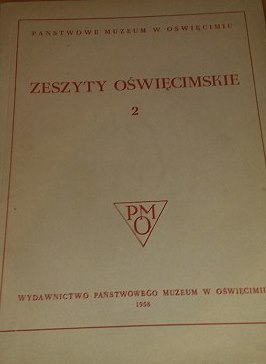 PAŃSTWOWE MUZEUM W OŚWIĘCIMIU
ZESZYTY OŚWIĘCIMSKIE
2
PMO
WYDAWNICTWO PAŃSTWOWEGO MUZEUM W OŚWIĘCIMIU
1958